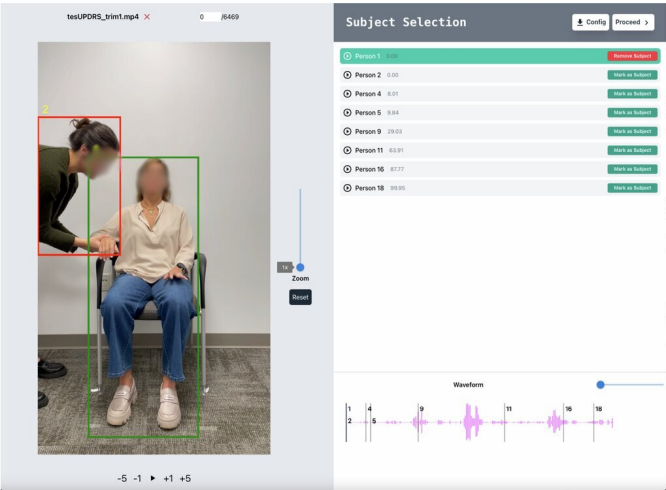 tesUPDRS_trim1.mp4 ×
0 /6469
2
14
Zoom
Reset
-5 -1 +1 +5
Subject Selection
Config
Proceed >
Person 1 0.00 Remove Subject
Person 2 0.00 Mark as Subject
Person 4 8.01 Mark as Subject
Person 5 9.84 Mark as Subject
Person 9 29.03 Mark as Subject
Person 11 63.91 Mark as Subject
Person 16 87.77 Mark as Subject
Person 18 99.95 Mark as Subject
Waveform
1 4 9 11 16 18
2 5